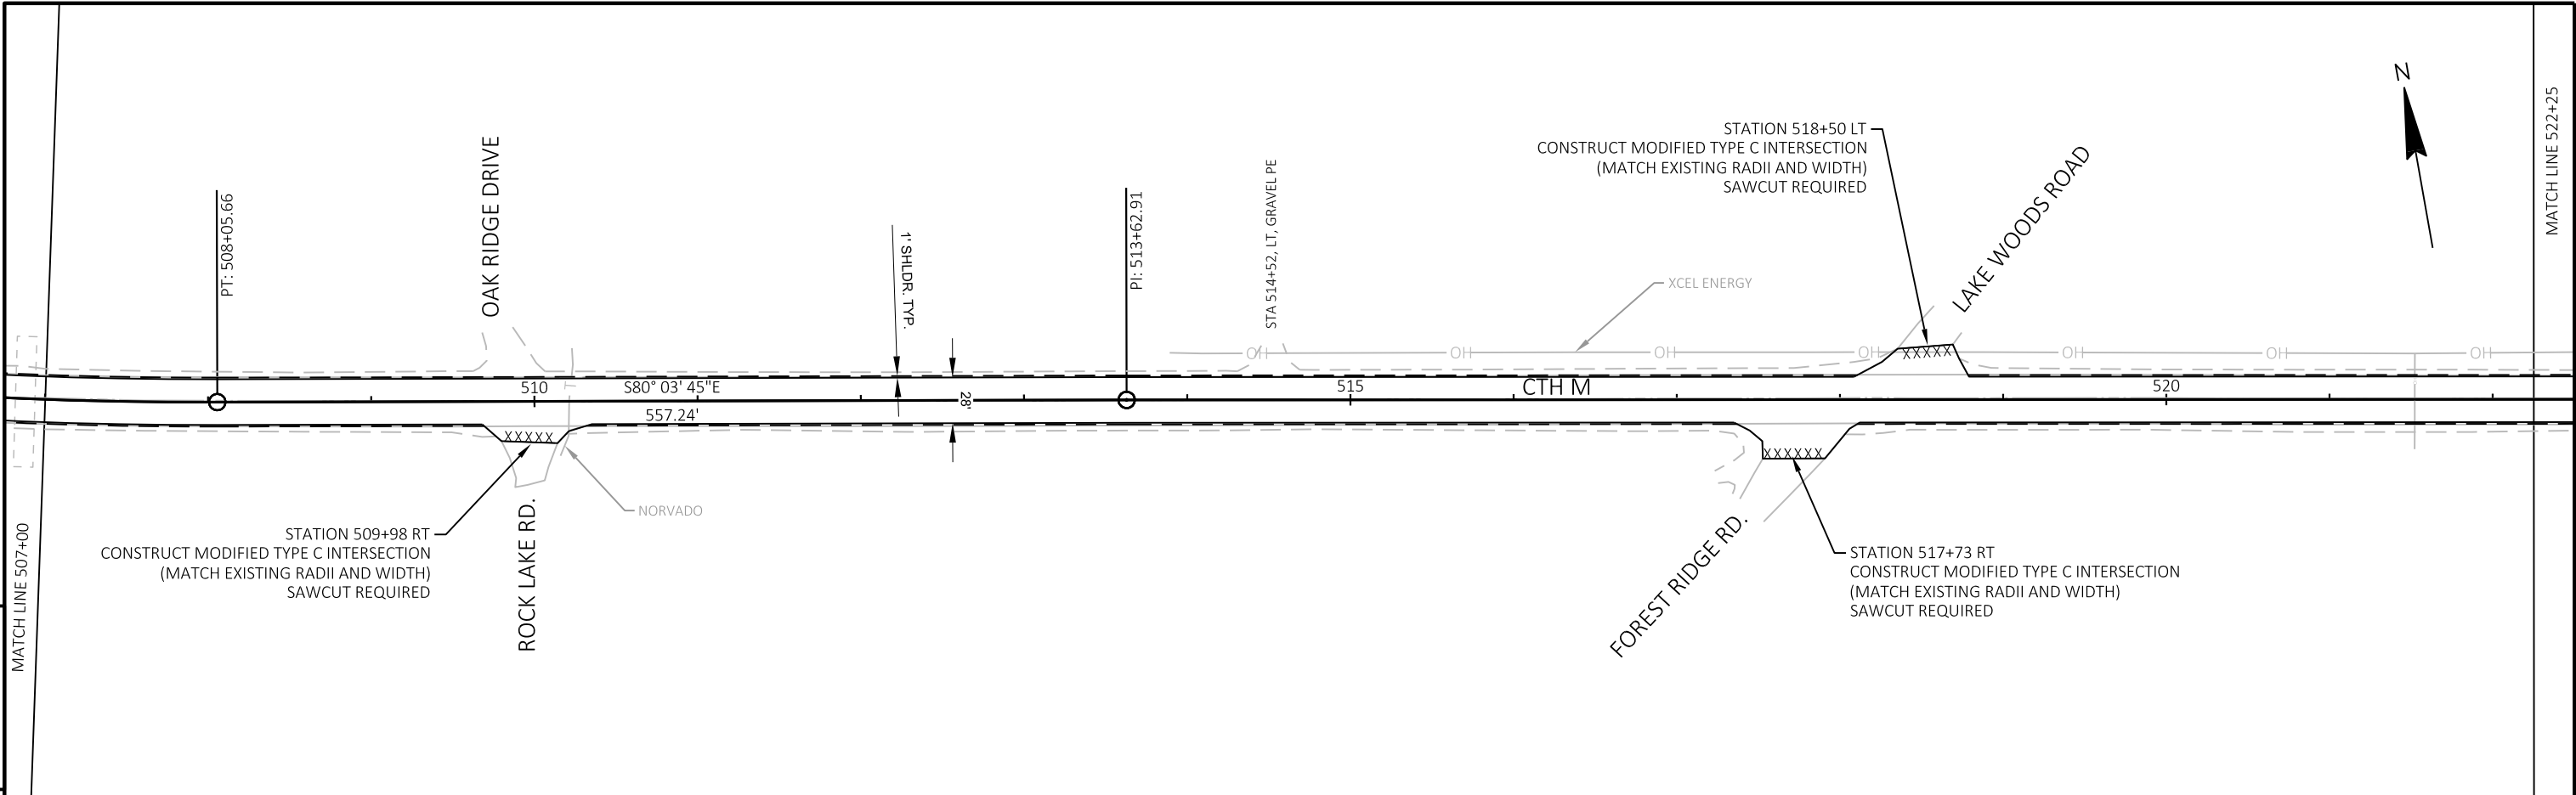 MATCH LINE 507+00
PT: 508+05.66
OAK RIDGE DRIVE
1' SHLDR. TYP.
PI: 513+62.91
STA 514+52, LT, GRAVEL PE
XCEL ENERGY
STATION 518+50 LT
CONSTRUCT MODIFIED TYPE C INTERSECTION
(MATCH EXISTING RADII AND WIDTH)
SAWCUT REQUIRED
LAKE WOODS ROAD
N
MATCH LINE 522+25
OH
OH
OH
OH
OH
OH
OH
XXXXX
510
S80° 03' 45"E
557.24'
28'
515
CTH M
520
XXXXX
XXXXXX
NORVADO
STATION 509+98 RT
CONSTRUCT MODIFIED TYPE C INTERSECTION
(MATCH EXISTING RADII AND WIDTH)
SAWCUT REQUIRED
ROCK LAKE RD.
FOREST RIDGE RD.
STATION 517+73 RT
CONSTRUCT MODIFIED TYPE C INTERSECTION
(MATCH EXISTING RADII AND WIDTH)
SAWCUT REQUIRED